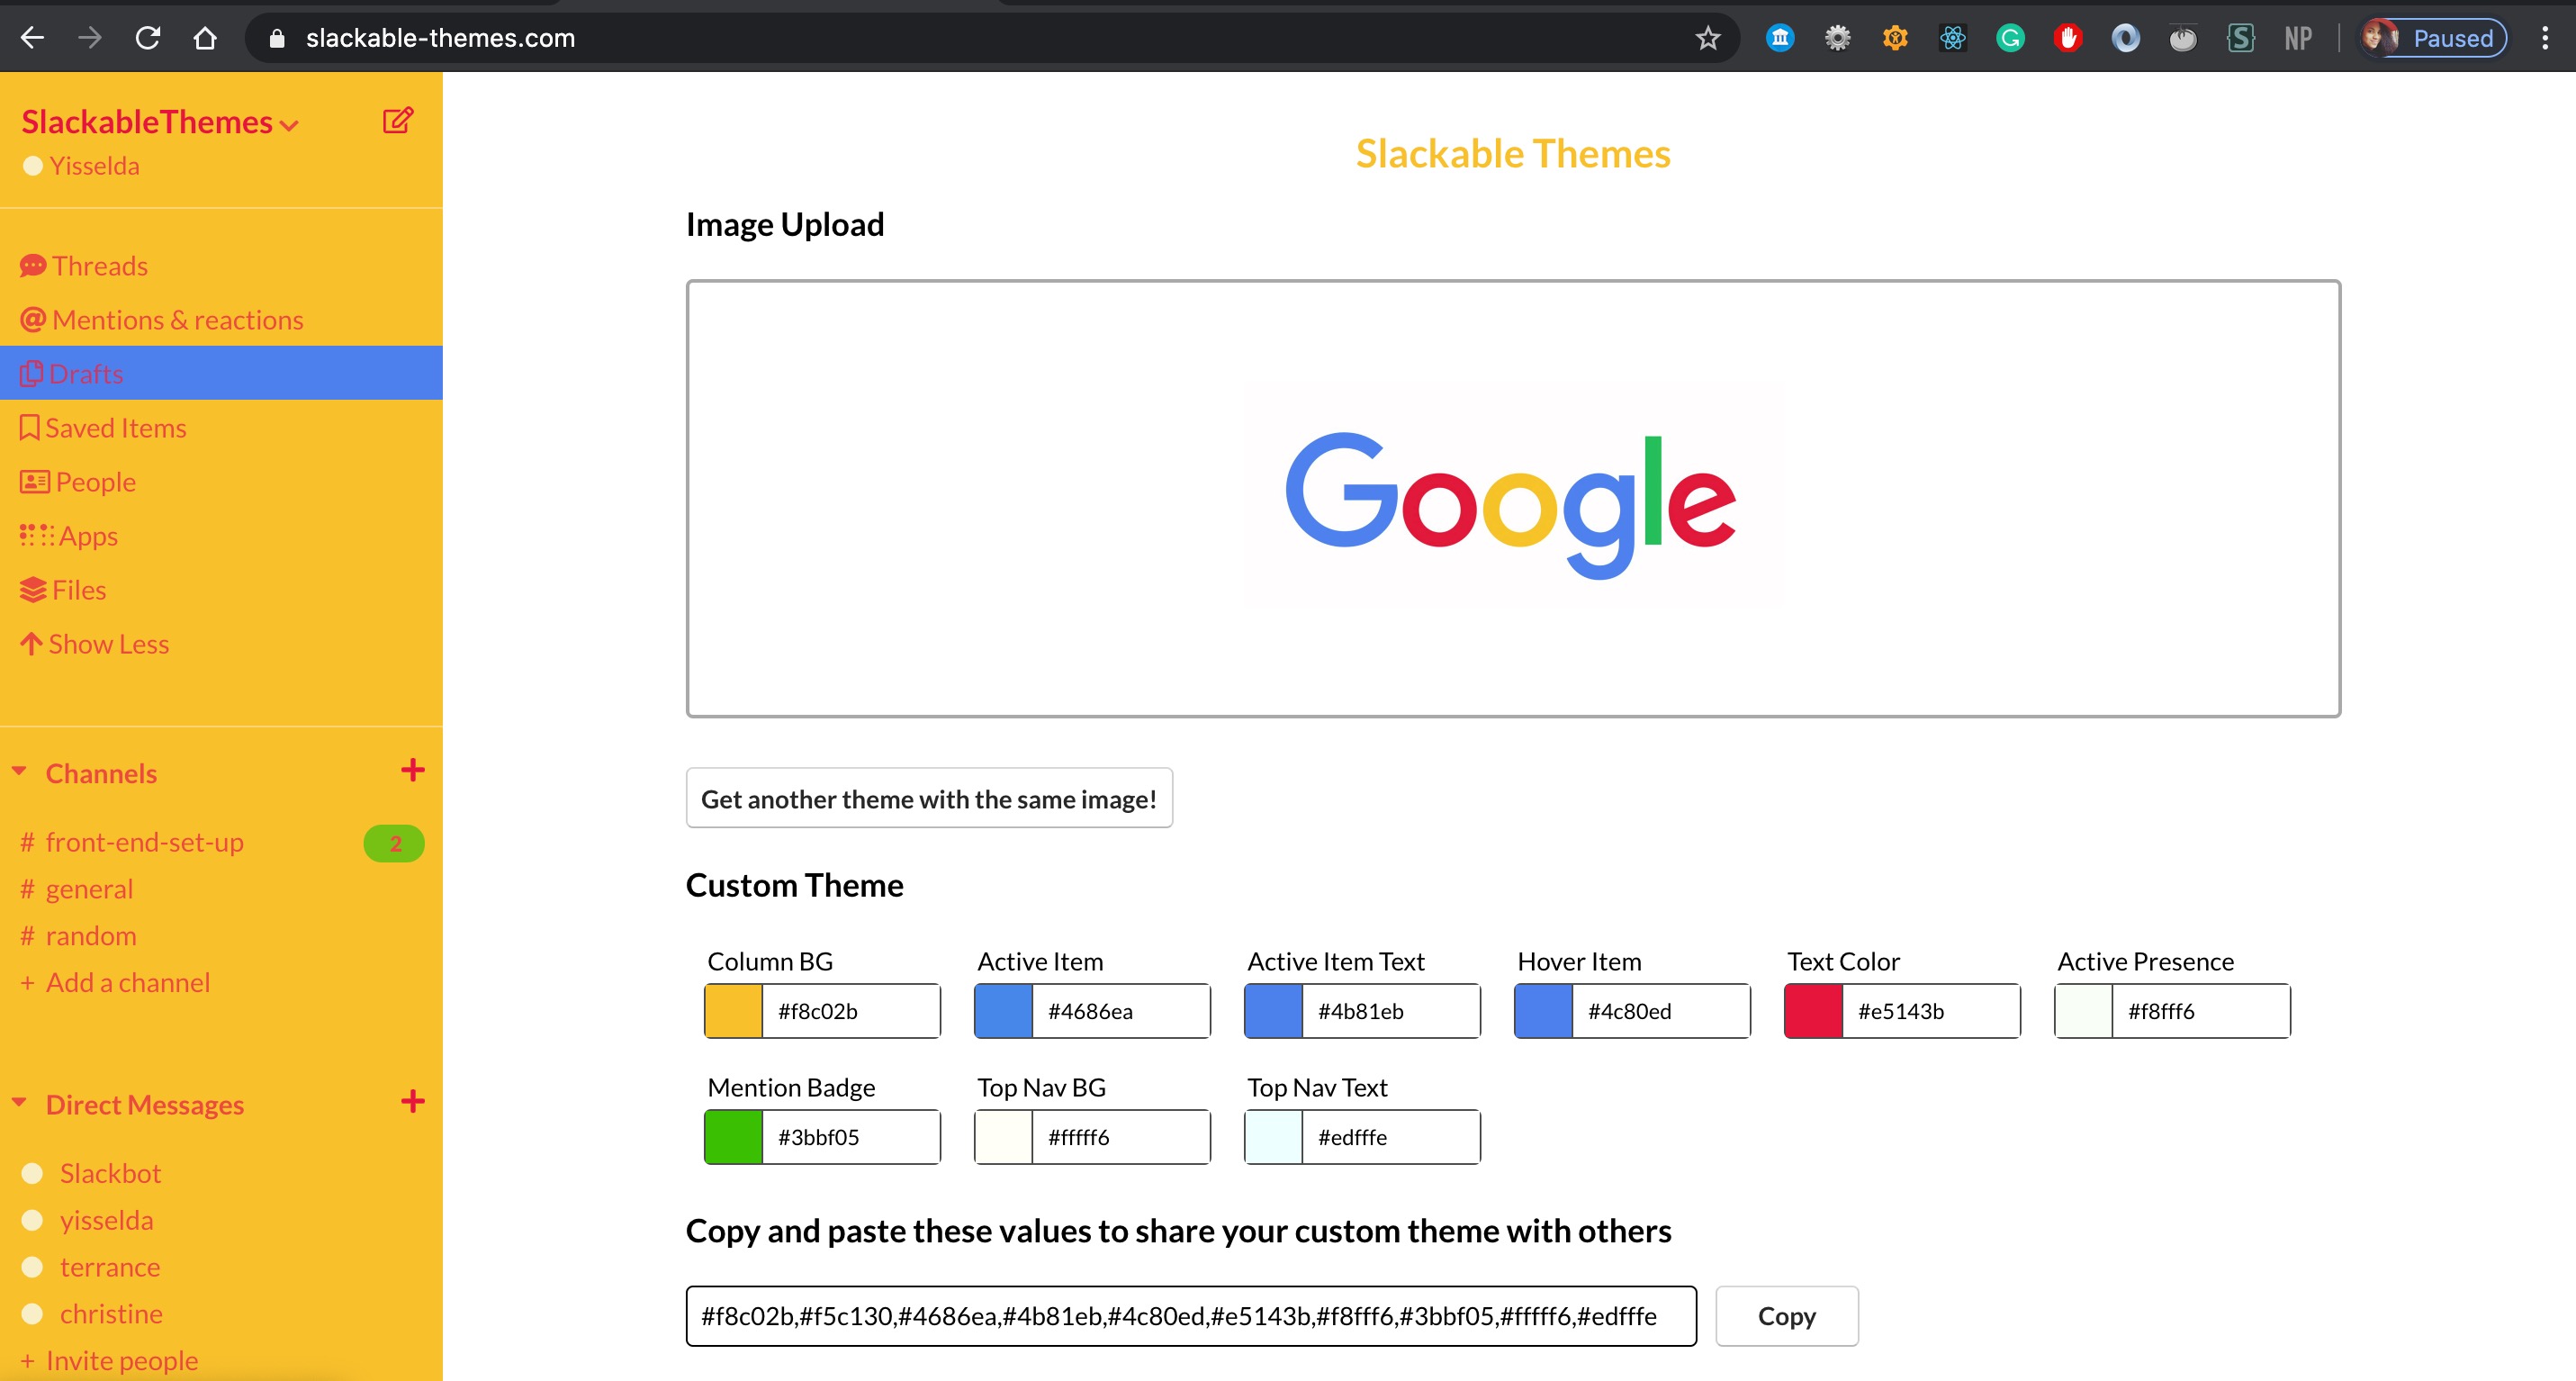 slackable-themes.com
NP
Paused
SlackableThemes
Yisselda
Threads
@ Mentions & reactions
Drafts
Saved Items
People
Apps
Files
Show Less
Channels +
# front-end-set-up 2
# general
# random
+ Add a channel
Direct Messages +
Slackbot
yisselda
terrance
christine
+ Invite people
Slackable Themes
Image Upload
Google
Get another theme with the same image!
Custom Theme
Column BG Active Item Active Item Text Hover Item Text Color Active Presence
#f8c02b #4686ea #4b81eb #4c80ed #e5143b #f8fff6
Mention Badge Top Nav BG Top Nav Text
#3bbf05 #fffff6 #edfffe
Copy and paste these values to share your custom theme with others
#f8c02b,#f5c130,#4686ea,#4b81eb,#4c80ed,#e5143b,#f8fff6,#3bbf05,#fffff6,#edfffe Copy